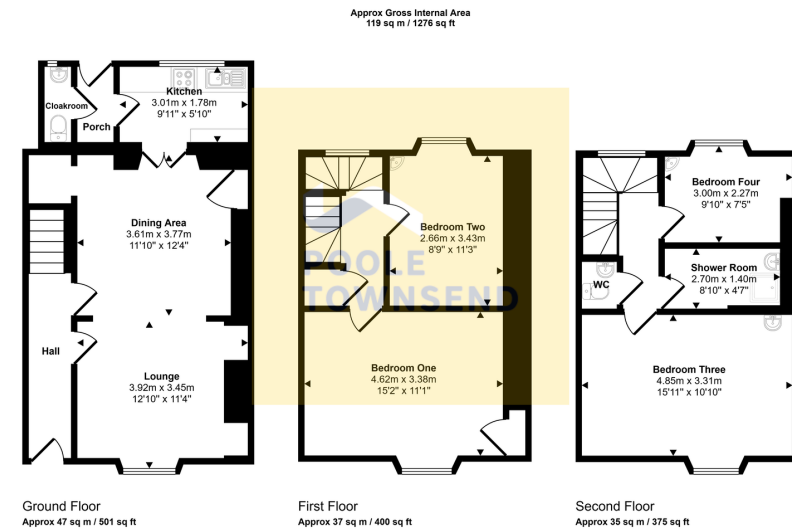 Approx Gross Internal Area
119 sq m / 1276 sq ft
Kitchen
3.01m x 1.78m
9'11" x 5'10"
Cloakroom
Porch
Dining Area
3.61m x 3.77m
11'10" x 12'4"
Hall
Lounge
3.92m x 3.45m
12'10" x 11'4"
Ground Floor
Approx 47 sq m / 501 sq ft
Bedroom Two
2.66m x 3.43m
8'9" x 11'3"
POOLE
TOWNSEND
Bedroom One
4.62m x 3.38m
15'2" x 11'1"
First Floor
Approx 37 sq m / 400 sq ft
Bedroom Four
3.00m x 2.27m
9'10" x 7'5"
Shower Room
2.70m x 1.40m
8'10" x 4'7"
WC
Bedroom Three
4.85m x 3.31m
15'11" x 10'10"
Second Floor
Approx 35 sq m / 375 sq ft